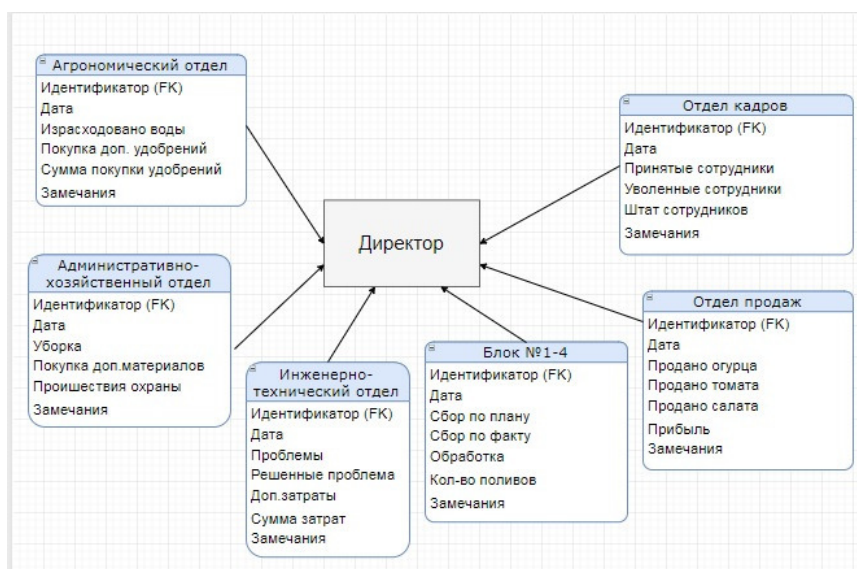 Агрономический отдел
Идентификатор (FK)
Дата
Израсходовано воды
Покупка доп. удобрений
Сумма покупки удобрений
Замечания
Отдел кадров
Идентификатор (FK)
Дата
Принятые сотрудники
Уволенные сотрудники
Штат сотрудников
Замечания
Директор
Административно-
хозяйственный отдел
Идентификатор (FK)
Дата
Уборка
Покупка доп.материалов
Проишествия охраны
Замечания
Инженерно-
технический отдел
Идентификатор (FK)
Дата
Проблемы
Решенные проблема
Доп.затраты
Сумма затрат
Замечания
Блок №1-4
Идентификатор (FK)
Дата
Сбор по плану
Сбор по факту
Обработка
Кол-во поливов
Замечания
Отдел продаж
Идентификатор (FK)
Дата
Продано огурца
Продано томата
Продано салата
Прибыль
Замечания